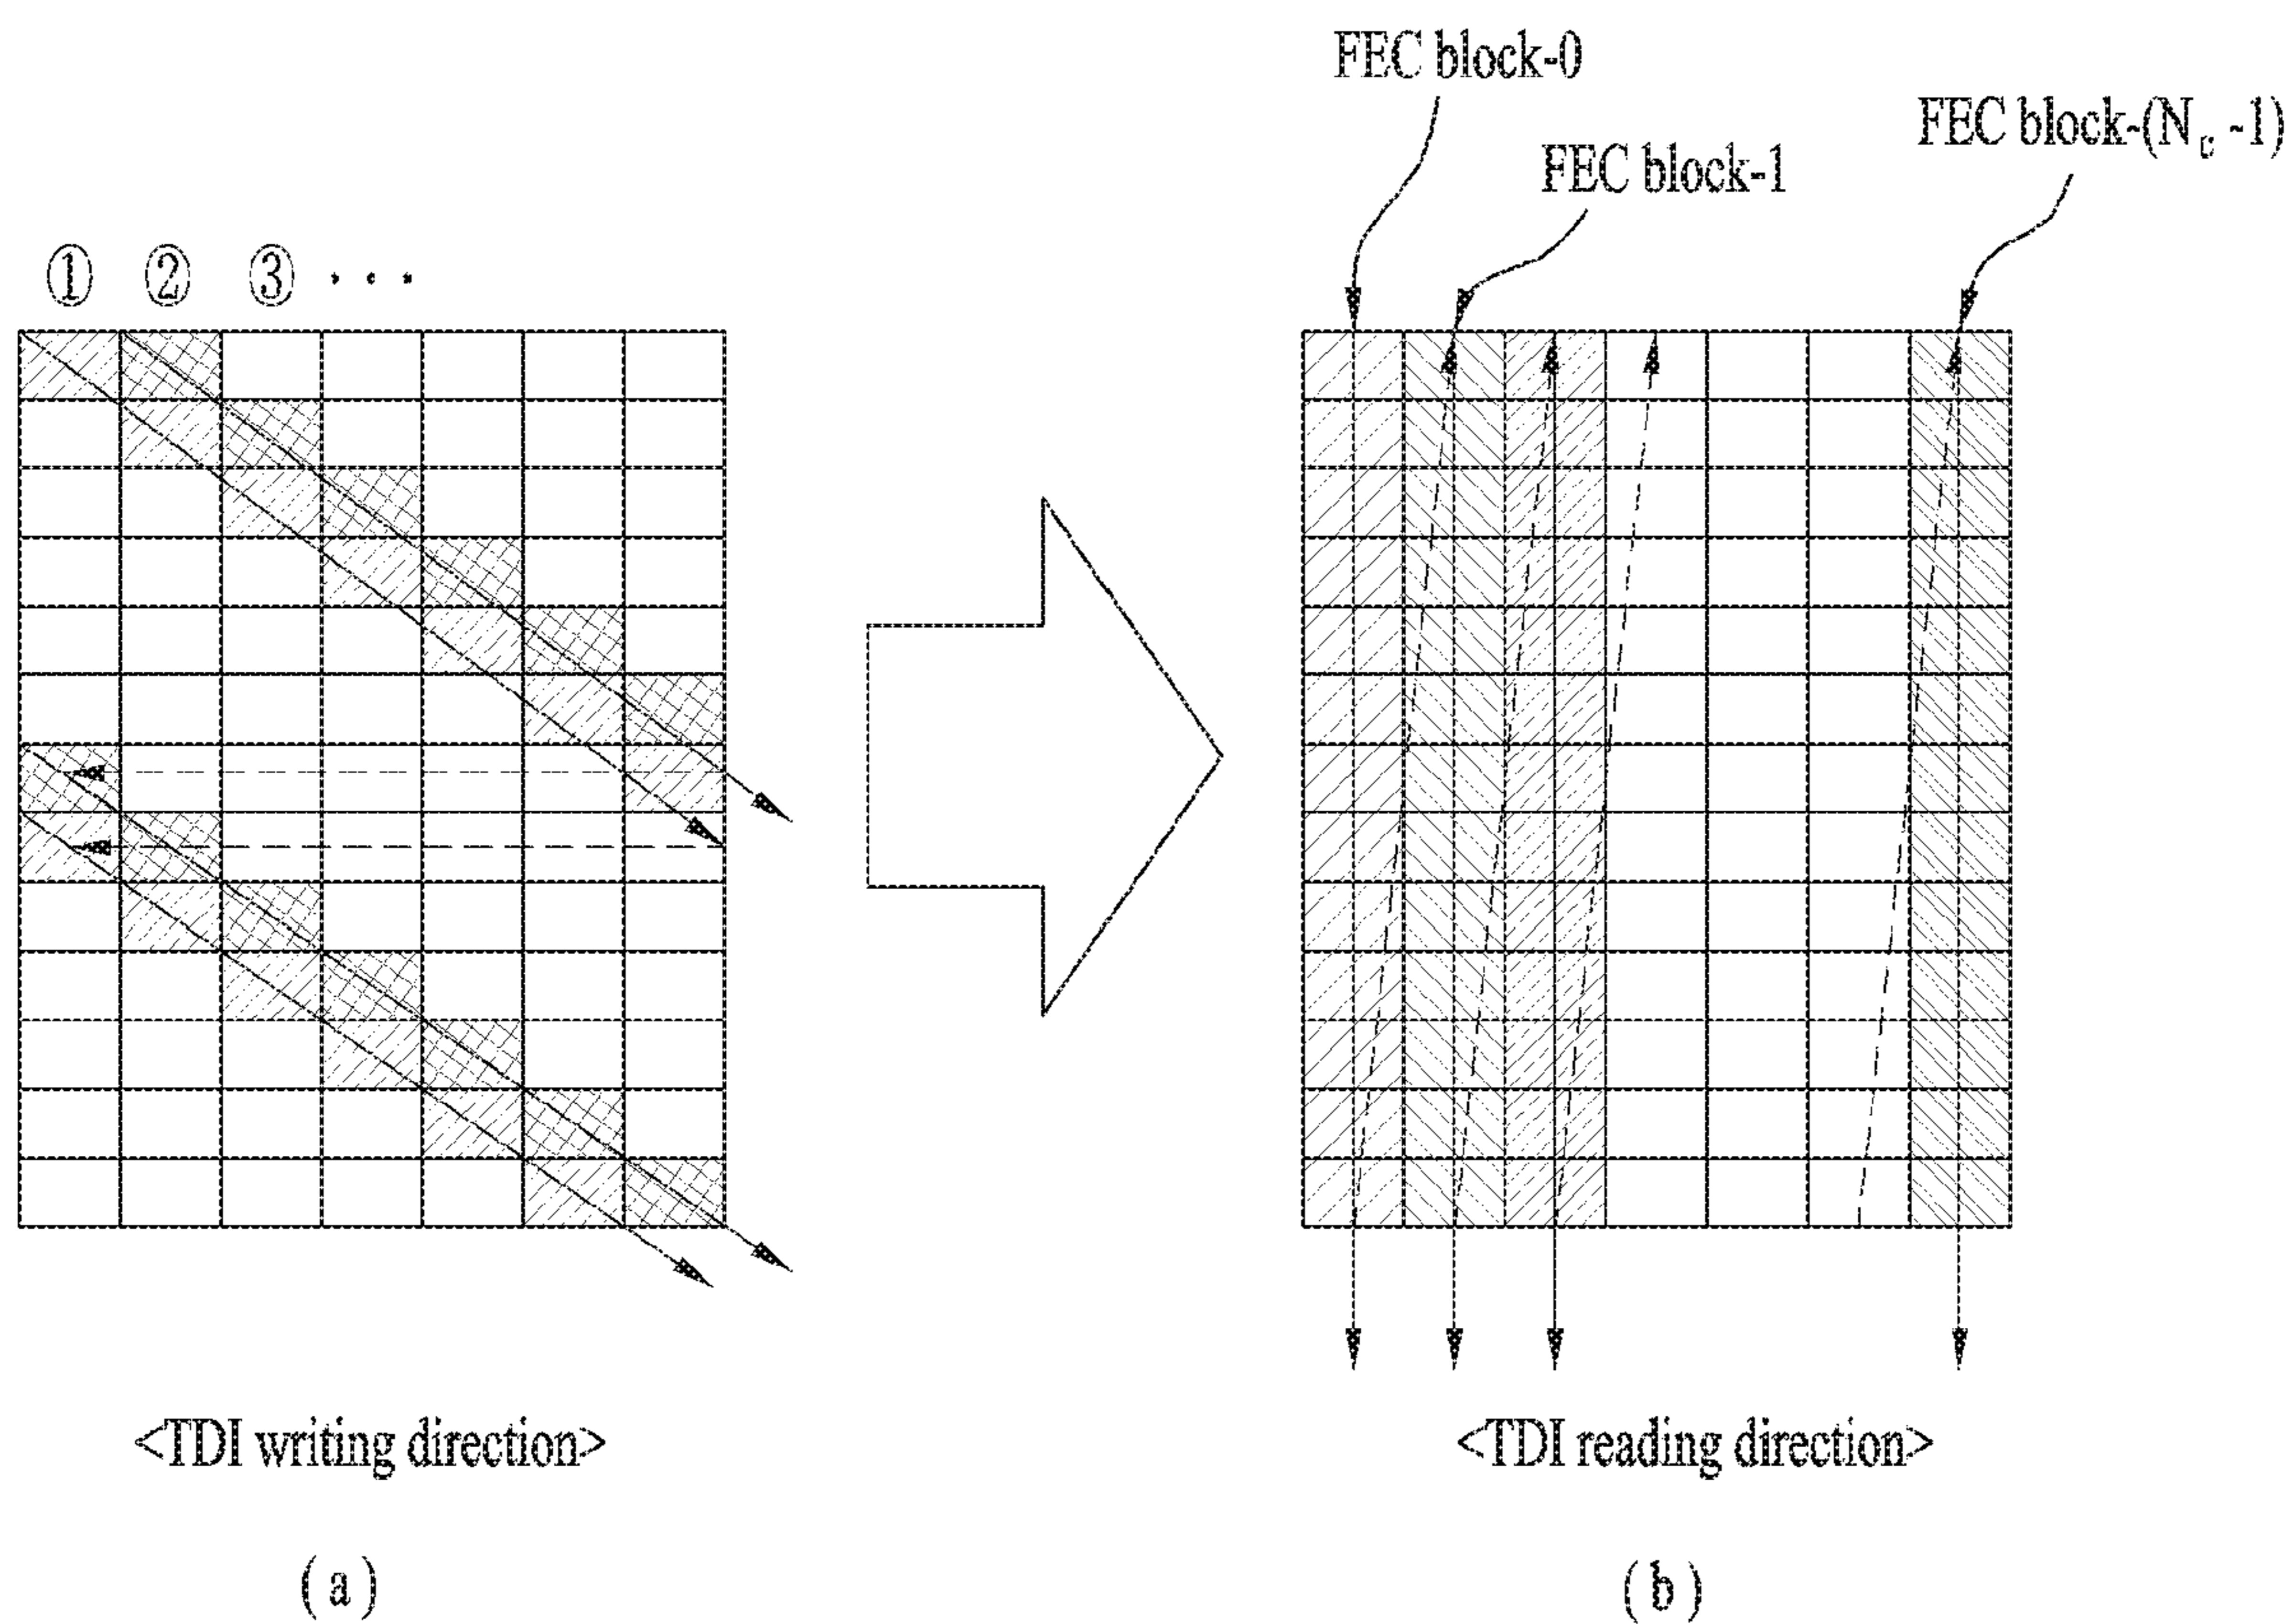 FEC block-0
FEC block-1
FEC block-(N_c -1)
① ② ③ · · ·
<TDI writing direction>
<TDI reading direction>
(a)
(b)